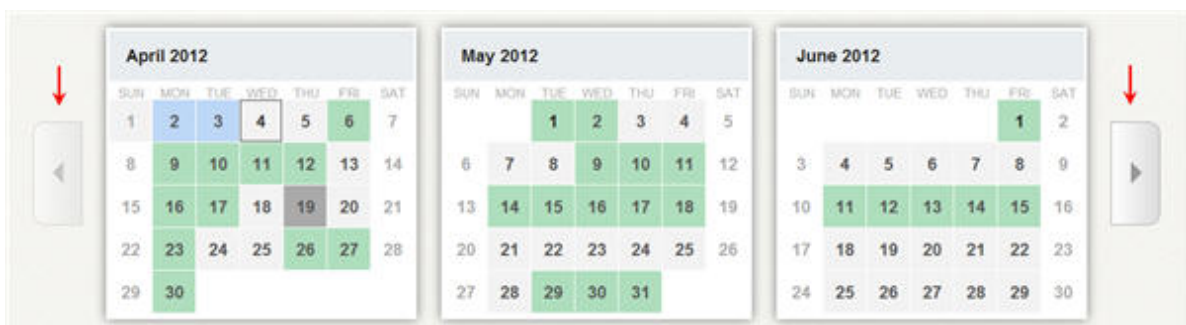 April 2012
SUN MON TUE WED THU FRI SAT
1 2 3 4 5 6 7
8 9 10 11 12 13 14
15 16 17 18 19 20 21
22 23 24 25 26 27 28
29 30
May 2012
SUN MON TUE WED THU FRI SAT
1 2 3 4 5
6 7 8 9 10 11 12
13 14 15 16 17 18 19
20 21 22 23 24 25 26
27 28 29 30 31
June 2012
SUN MON TUE WED THU FRI SAT
1 2
3 4 5 6 7 8 9
10 11 12 13 14 15 16
17 18 19 20 21 22 23
24 25 26 27 28 29 30